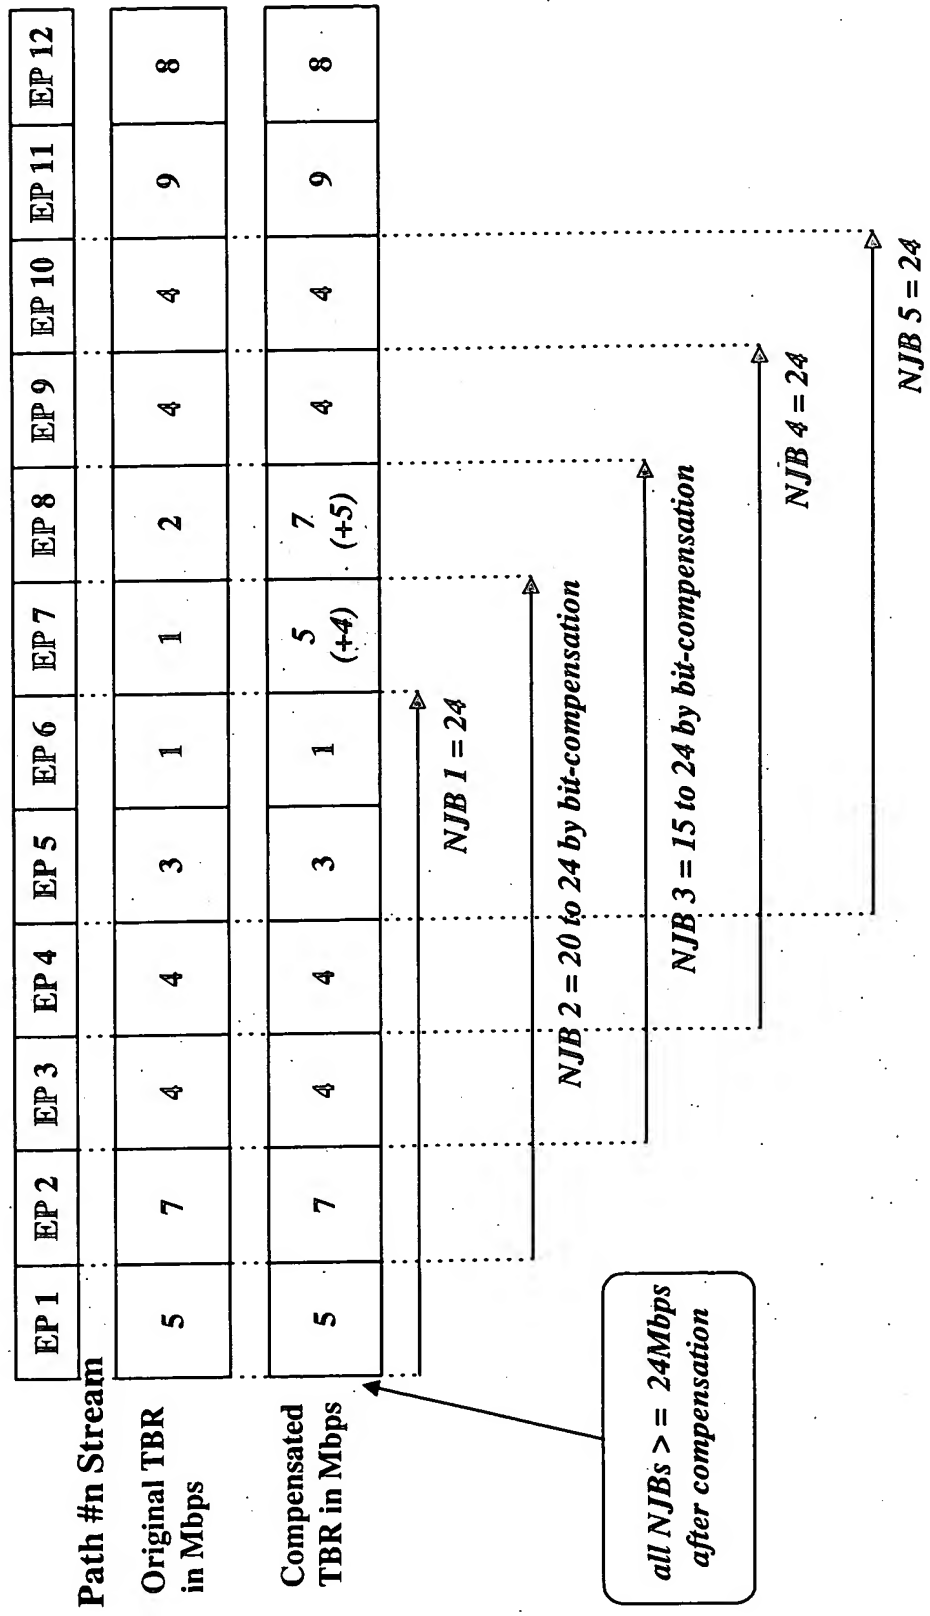 EP 1 EP 2 EP 3 EP 4 EP 5 EP 6 EP 7 EP 8 EP 9 EP 10 EP 11 EP 12
Path #n Stream
Original TBR
in Mbps
5 7 4 4 3 1 1 2 4 4 9 8
Compensated
TBR in Mbps
5 7 4 4 3 1 5 7 4 4 9 8
(+4) (+5)
NJB 1 = 24
NJB 2 = 20 to 24 by bit-compensation
NJB 3 = 15 to 24 by bit-compensation
NJB 4 = 24
NJB 5 = 24
all NJBs > = 24Mbps
after compensation